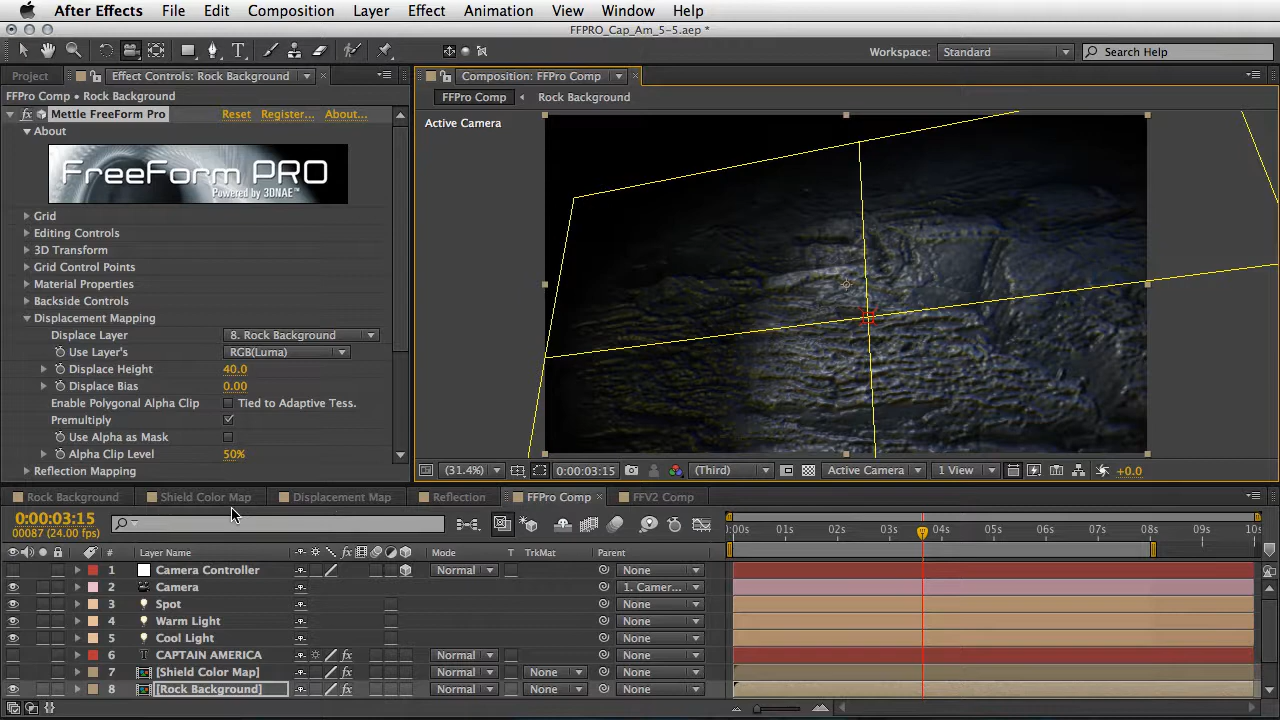 After Effects File Edit Composition Layer Effect Animation View Window Help
FFPRO_Cap_Am_5-5.aep *
Workspace: Standard Search Help
Project Effect Controls: Rock Background Composition: FFPro Comp
FFPro Comp • Rock Background
FFPro Comp Rock Background
fx Mettle FreeForm Pro Reset Register... About...
Active Camera
About
FreeForm PRO
Powered by 3DNAE™
Grid
Editing Controls
3D Transform
Grid Control Points
Material Properties
Backside Controls
Displacement Mapping
Displace Layer 8. Rock Background
Use Layer's RGB(Luma)
Displace Height 40.0
Displace Bias 0.00
Enable Polygonal Alpha Clip Tied to Adaptive Tess.
Premultiply
Use Alpha as Mask
Alpha Clip Level 50%
Reflection Mapping
(31.4%) 0:00:03:15 (Third) Active Camera 1 View +0.0
Rock Background Shield Color Map Displacement Map Reflection FFPro Comp FFV2 Comp
0:00:03:15
00087 (24.00 fps)
0:00s 01s 02s 03s 04s 05s 06s 07s 08s 09s 10s
# Layer Name fx Mode T TrkMat Parent
1 Camera Controller Normal None
2 Camera 1. Camer...
3 Spot None
4 Warm Light None
5 Cool Light None
6 T CAPTAIN AMERICA fx Normal None
7 [Shield Color Map] fx Normal None None
8 [Rock Background] fx Normal None None